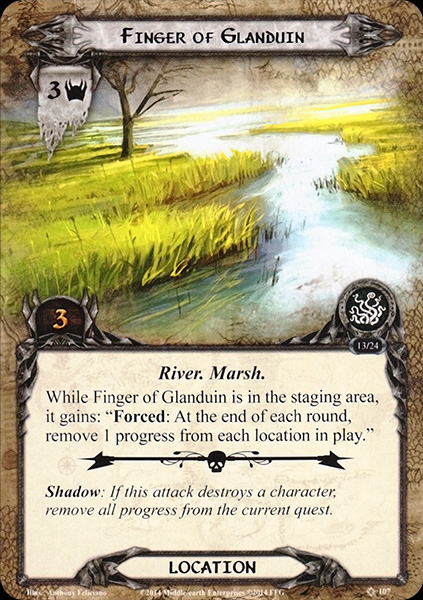 Finger of Glanduin
3
3
13/24
River. Marsh.
While Finger of Glanduin is in the staging area,
it gains: “Forced: At the end of each round,
remove 1 progress from each location in play.”
Shadow: If this attack destroys a character,
remove all progress from the current quest.
LOCATION
Illus. Anthony Feliciano ©2014 Middle-earth Enterprises ©2014 FFG 107